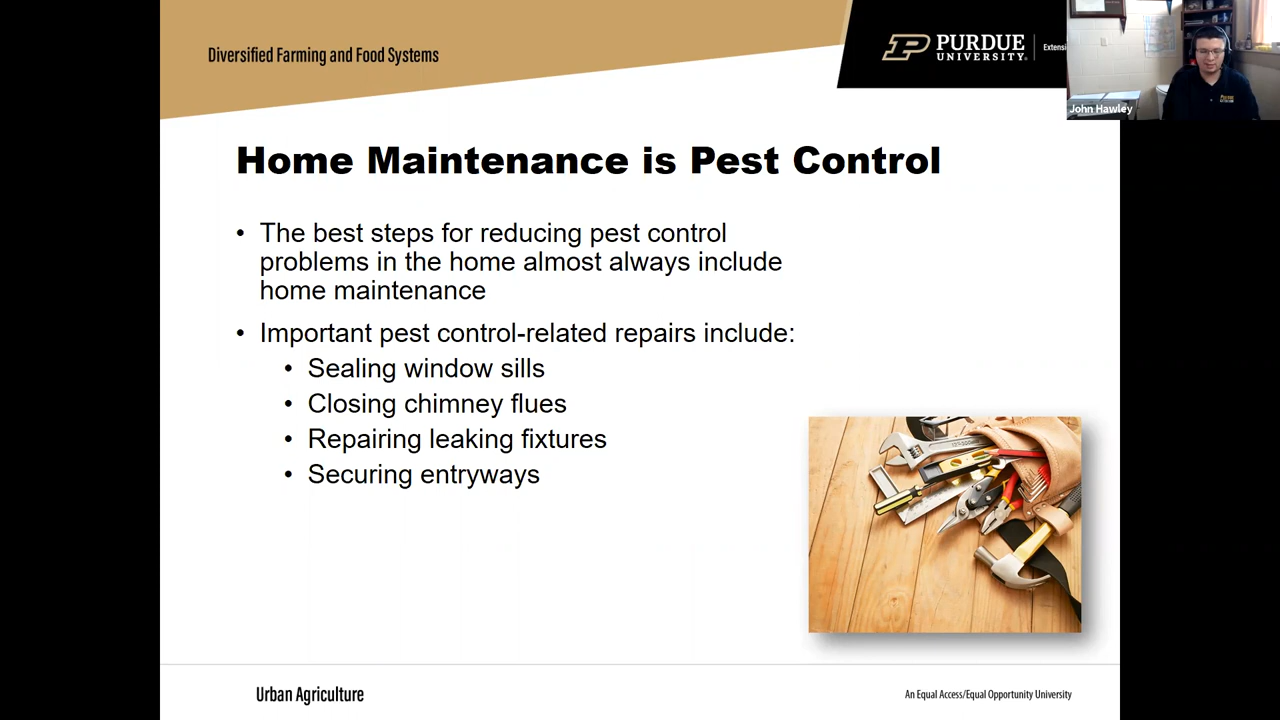 Diversified Farming and Food Systems
PURDUE
UNIVERSITY
John Hawley
Home Maintenance is Pest Control
• The best steps for reducing pest control
problems in the home almost always include
home maintenance
• Important pest control-related repairs include:
• Sealing window sills
• Closing chimney flues
• Repairing leaking fixtures
• Securing entryways
Urban Agriculture
An Equal Access/Equal Opportunity University